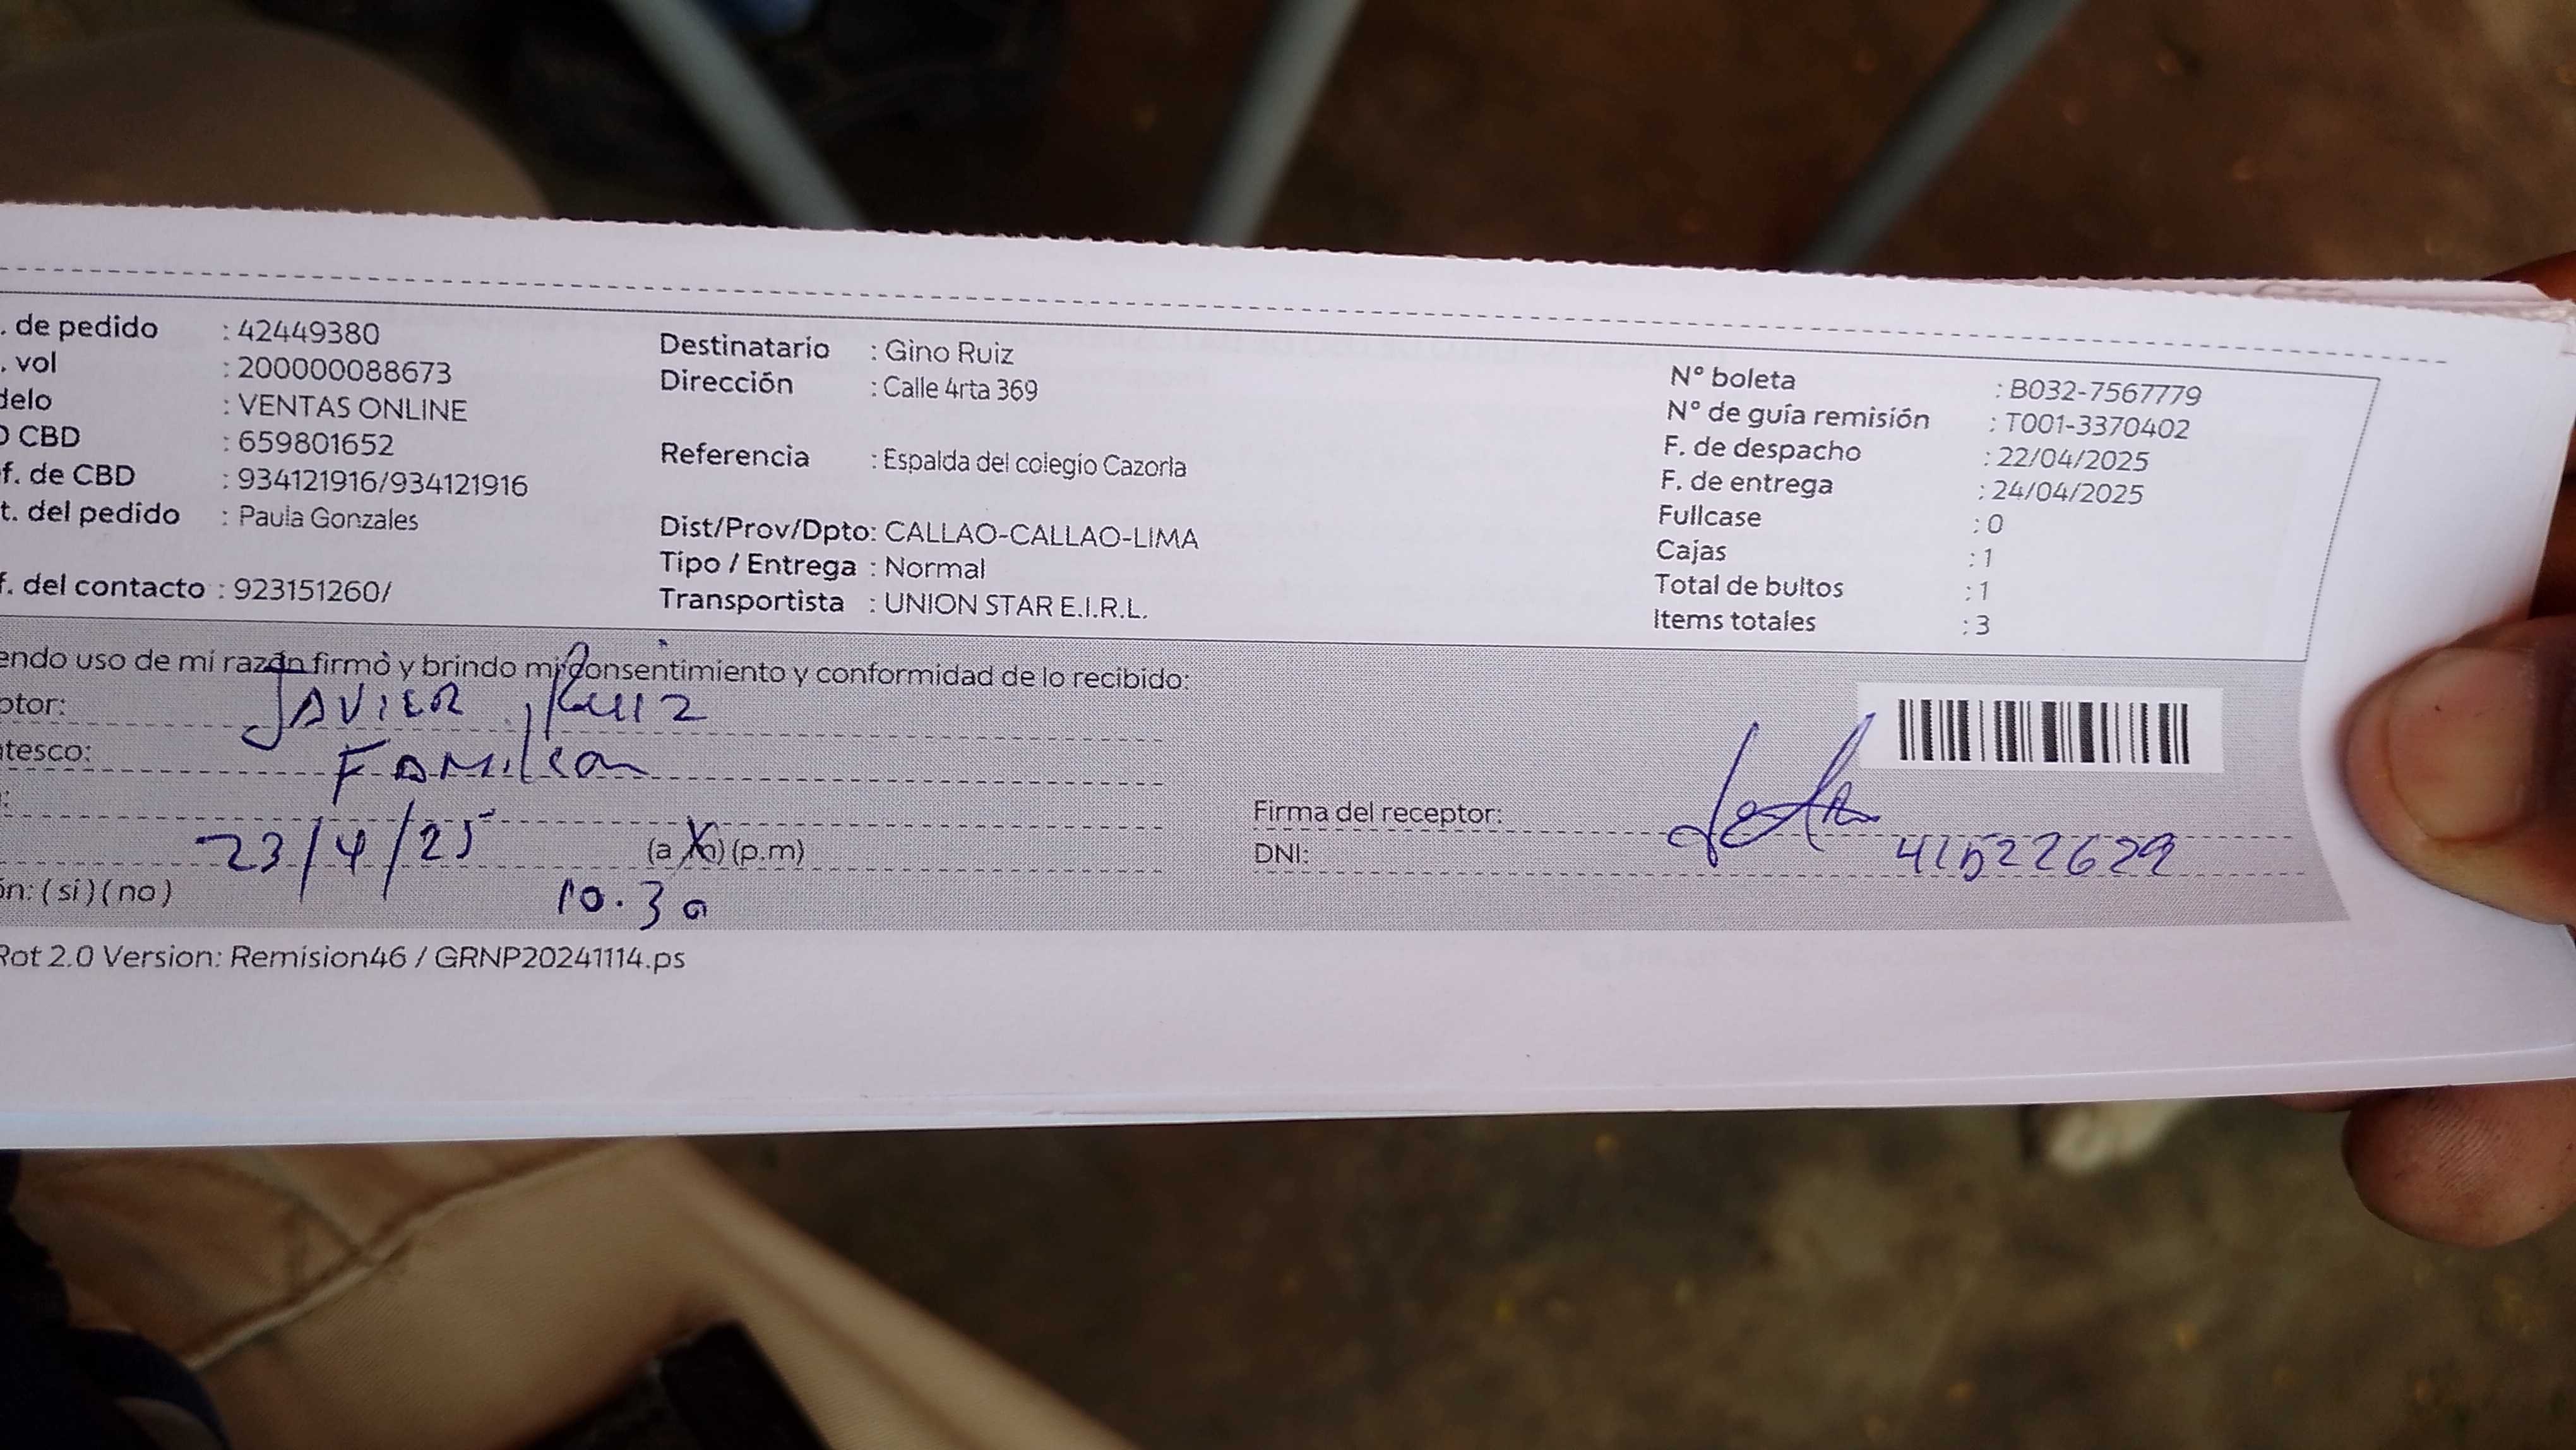 . de pedido : 42449380
. vol : 200000088673
delo : VENTAS ONLINE
O CBD : 659801652
f. de CBD : 934121916/934121916
t. del pedido : Paula Gonzales
f. del contacto : 923151260/
Destinatario : Gino Ruiz
Dirección : Calle 4rta 369
Referencia : Espalda del colegio Cazorla
Dist/Prov/Dpto: CALLAO-CALLAO-LIMA
Tipo / Entrega : Normal
Transportista : UNION STAR E.I.R.L.
N° boleta : B032-7567779
N° de guía remisión : T001-3370402
F. de despacho : 22/04/2025
F. de entrega : 24/04/2025
Fullcase : 0
Cajas : 1
Total de bultos : 1
Items totales : 3
endo uso de mi razón firmo y brindo mi consentimiento y conformidad de lo recibido:
ptor: JAVIER Ruiz
ntesco: FAMiliar
:
23/4/25 (a.m) (p.m)
ón: (si) (no) 10.30
Firma del receptor:
DNI: 41522629
Rot 2.0 Version: Remision46 / GRNP20241114.ps